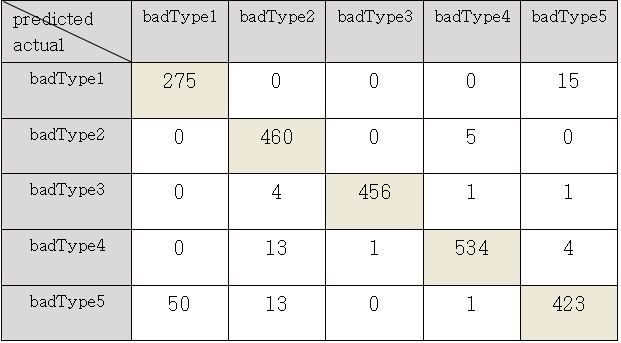 predicted badType1 badType2 badType3 badType4 badType5
actual
badType1 275 0 0 0 15
badType2 0 460 0 5 0
badType3 0 4 456 1 1
badType4 0 13 1 534 4
badType5 50 13 0 1 423